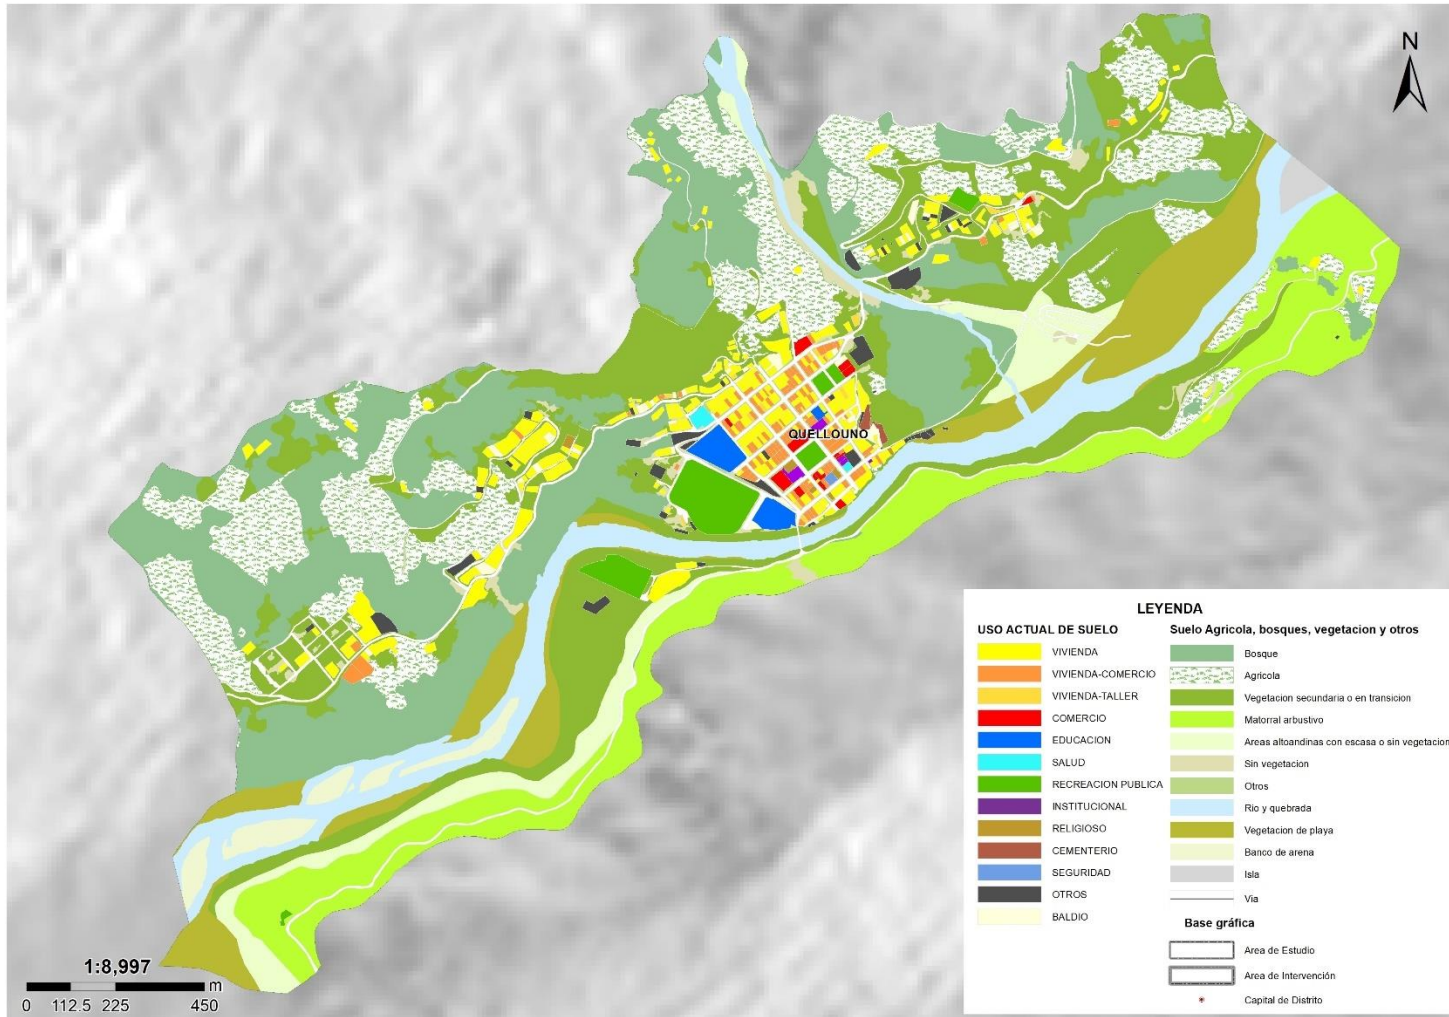 N
QUELLOUNO
LEYENDA
USO ACTUAL DE SUELO
VIVIENDA
VIVIENDA-COMERCIO
VIVIENDA-TALLER
COMERCIO
EDUCACION
SALUD
RECREACION PUBLICA
INSTITUCIONAL
RELIGIOSO
CEMENTERIO
SEGURIDAD
OTROS
BALDIO
Suelo Agricola, bosques, vegetacion y otros
Bosque
Agricola
Vegetacion secundaria o en transicion
Matorral arbustivo
Areas altoandinas con escasa o sin vegetacion
Sin vegetacion
Otros
Rio y quebrada
Vegetacion de playa
Banco de arena
Isla
Via
Base gráfica
Area de Estudio
Area de Intervención
Capital de Distrito
1:8,997
m
0 112.5 225 450